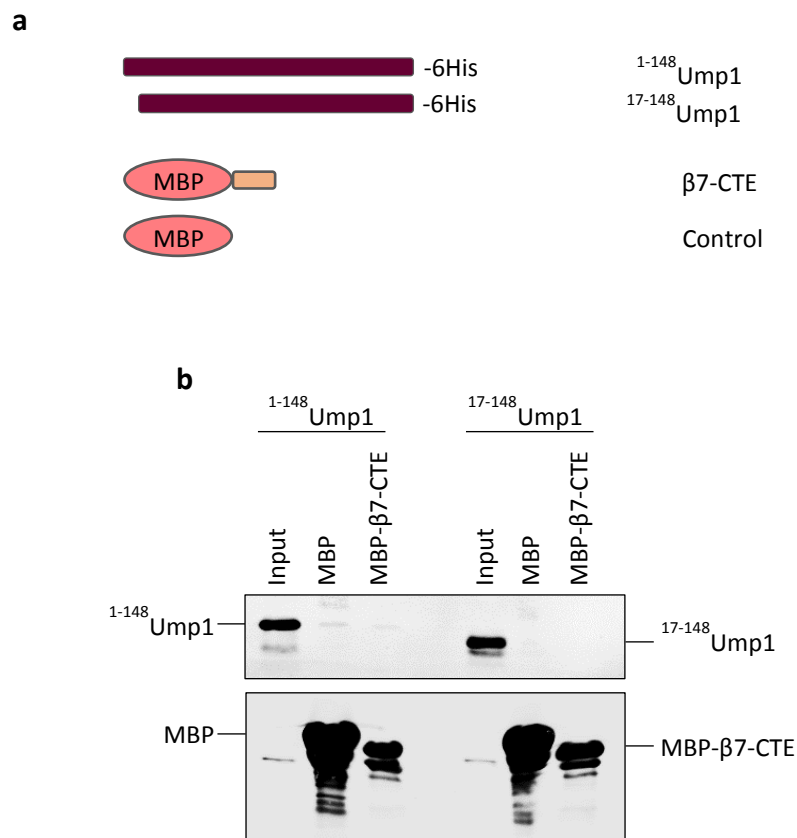 a
-6His ¹⁻¹⁴⁸Ump1
-6His ¹⁷⁻¹⁴⁸Ump1
MBP β7-CTE
MBP Control
b
¹⁻¹⁴⁸Ump1 ¹⁷⁻¹⁴⁸Ump1
Input MBP MBP-β7-CTE Input MBP MBP-β7-CTE
¹⁻¹⁴⁸Ump1 ¹⁷⁻¹⁴⁸Ump1
MBP MBP-β7-CTE